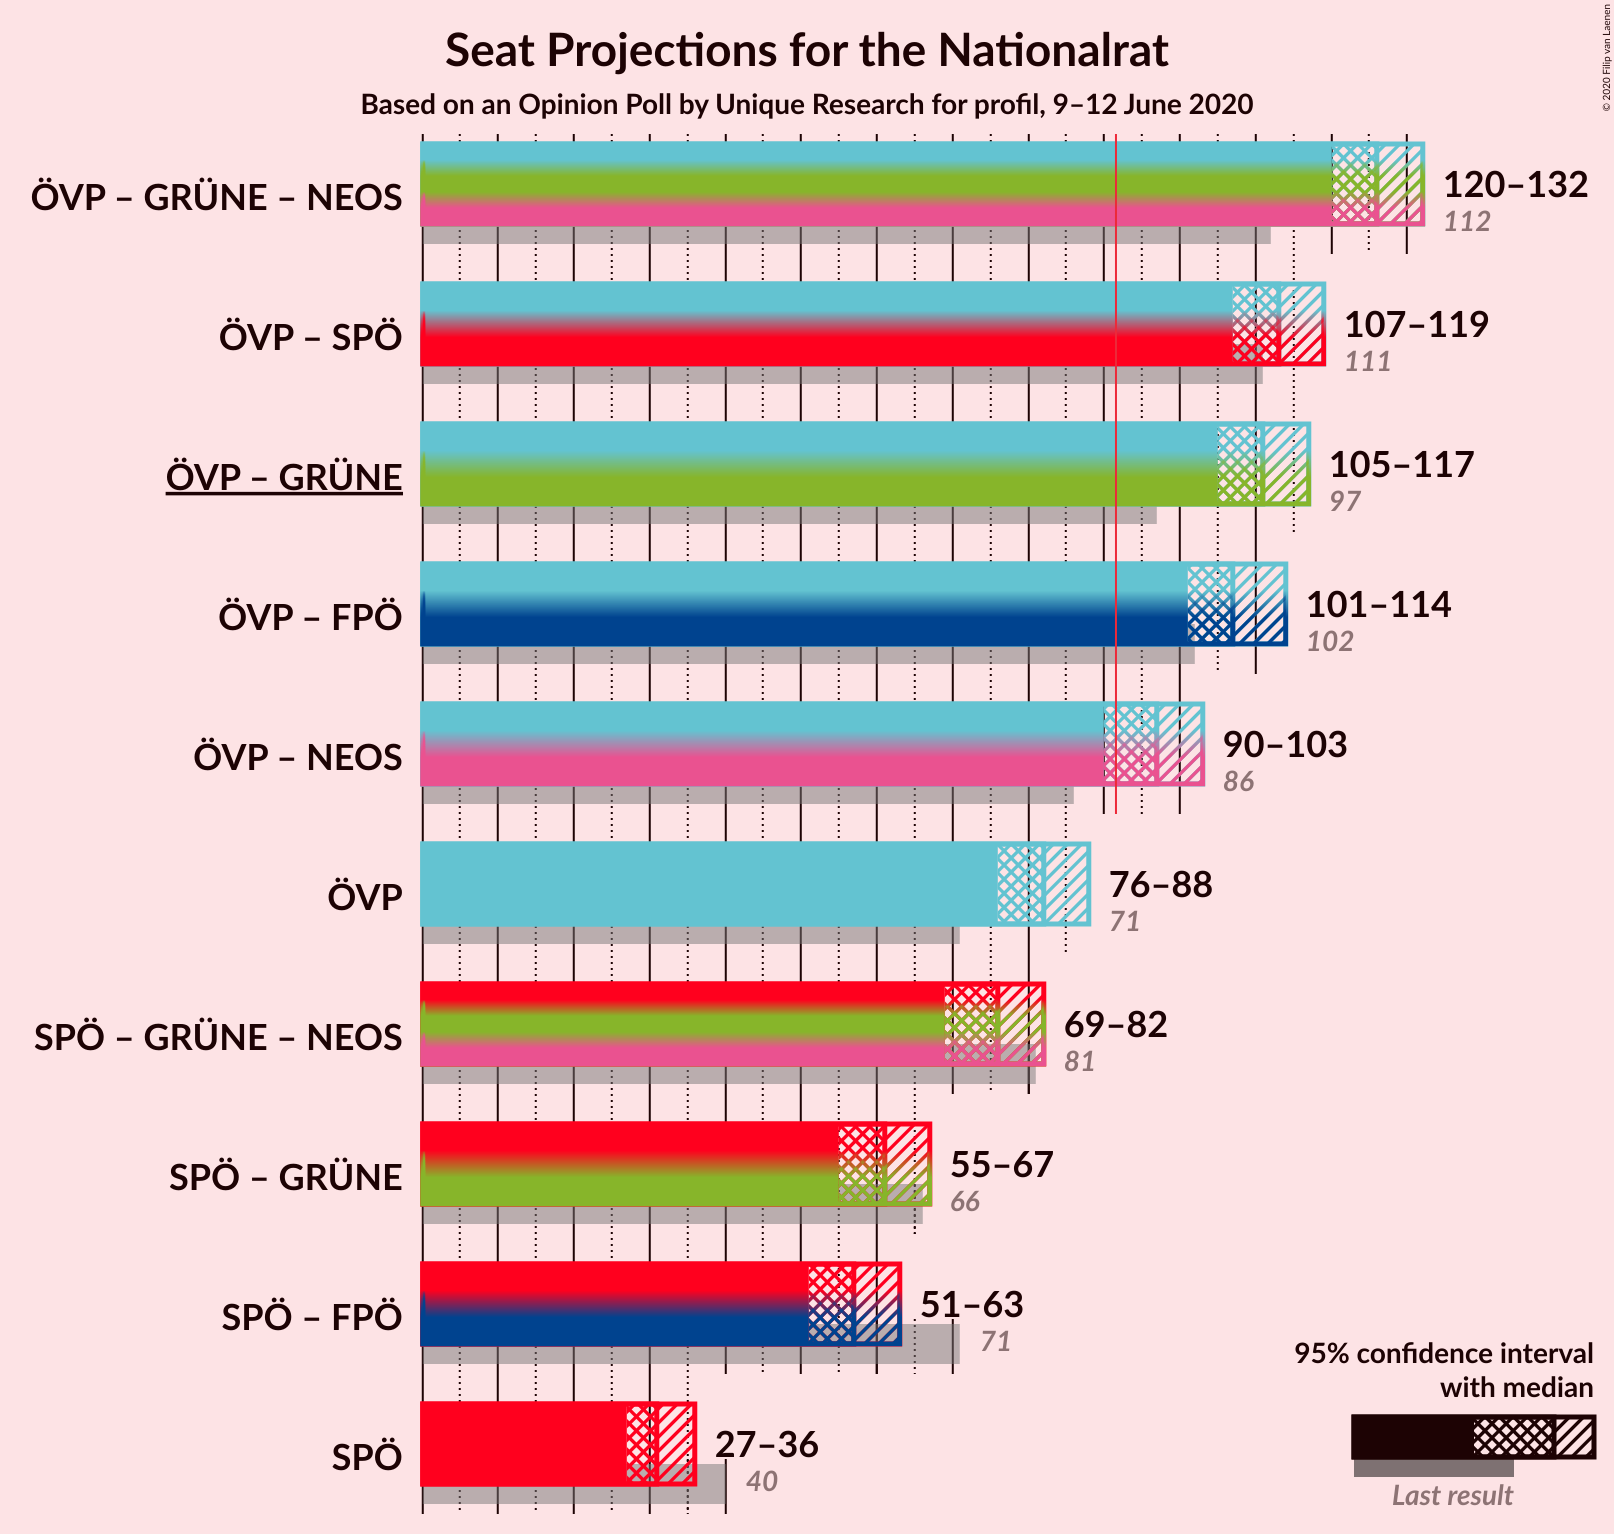 Seat Projections for the Nationalrat
Based on an Opinion Poll by Unique Research for profil, 9–12 June 2020
© 2020 Filip van Laenen
ÖVP – GRÜNE – NEOS
120–132
112
ÖVP – SPÖ
107–119
111
ÖVP – GRÜNE
105–117
97
ÖVP – FPÖ
101–114
102
ÖVP – NEOS
90–103
86
ÖVP
76–88
71
SPÖ – GRÜNE – NEOS
69–82
81
SPÖ – GRÜNE
55–67
66
SPÖ – FPÖ
51–63
71
SPÖ
27–36
40
95% confidence interval
with median
Last result